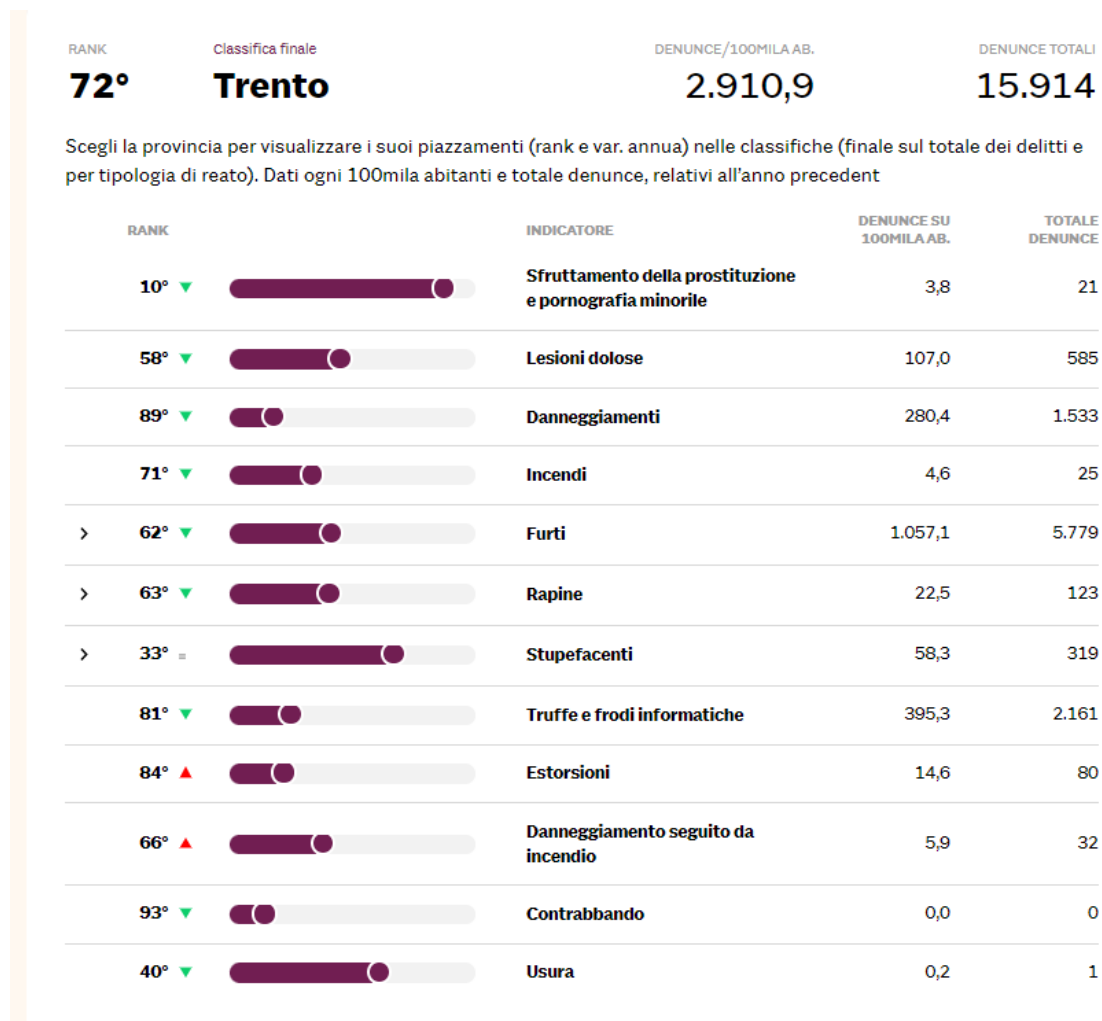 RANK Classifica finale DENUNCE/100MILA AB. DENUNCE TOTALI
72° Trento 2.910,9 15.914
Scegli la provincia per visualizzare i suoi piazzamenti (rank e var. annua) nelle classifiche (finale sul totale dei delitti e
per tipologia di reato). Dati ogni 100mila abitanti e totale denunce, relativi all'anno precedent
RANK INDICATORE DENUNCE SU
100MILA AB. TOTALE
DENUNCE
10° ▼ Sfruttamento della prostituzione
e pornografia minorile 3,8 21
58° ▼ Lesioni dolose 107,0 585
89° ▼ Danneggiamenti 280,4 1.533
71° ▼ Incendi 4,6 25
> 62° ▼ Furti 1.057,1 5.779
> 63° ▼ Rapine 22,5 123
> 33° = Stupefacenti 58,3 319
81° ▼ Truffe e frodi informatiche 395,3 2.161
84° ▲ Estorsioni 14,6 80
66° ▲ Danneggiamento seguito da
incendio 5,9 32
93° ▼ Contrabbando 0,0 0
40° ▼ Usura 0,2 1